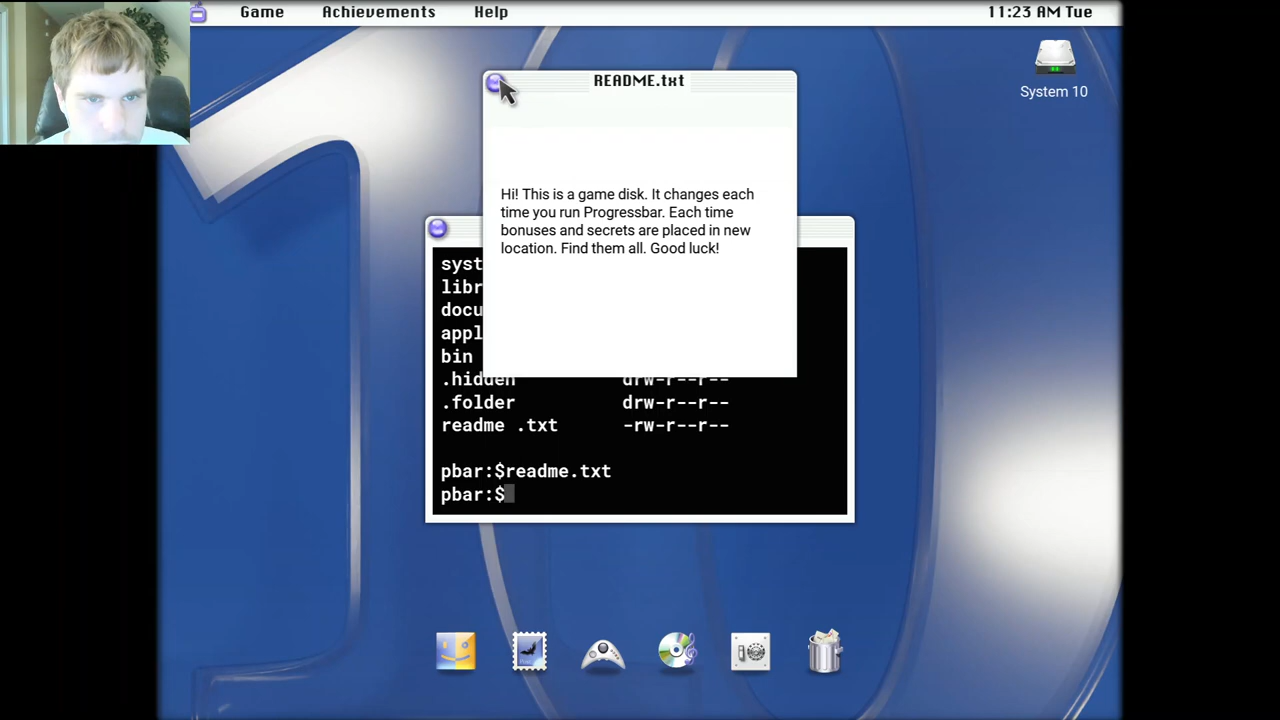 Game Achievements Help 11:23 AM Tue
System 10
README.txt
Hi! This is a game disk. It changes each
time you run Progressbar. Each time
bonuses and secrets are placed in new
location. Find them all. Good luck!
syst
libr
docu
appl
bin
.hidden drw-r--r--
.folder drw-r--r--
readme .txt -rw-r--r--
pbar:$readme.txt
pbar:$